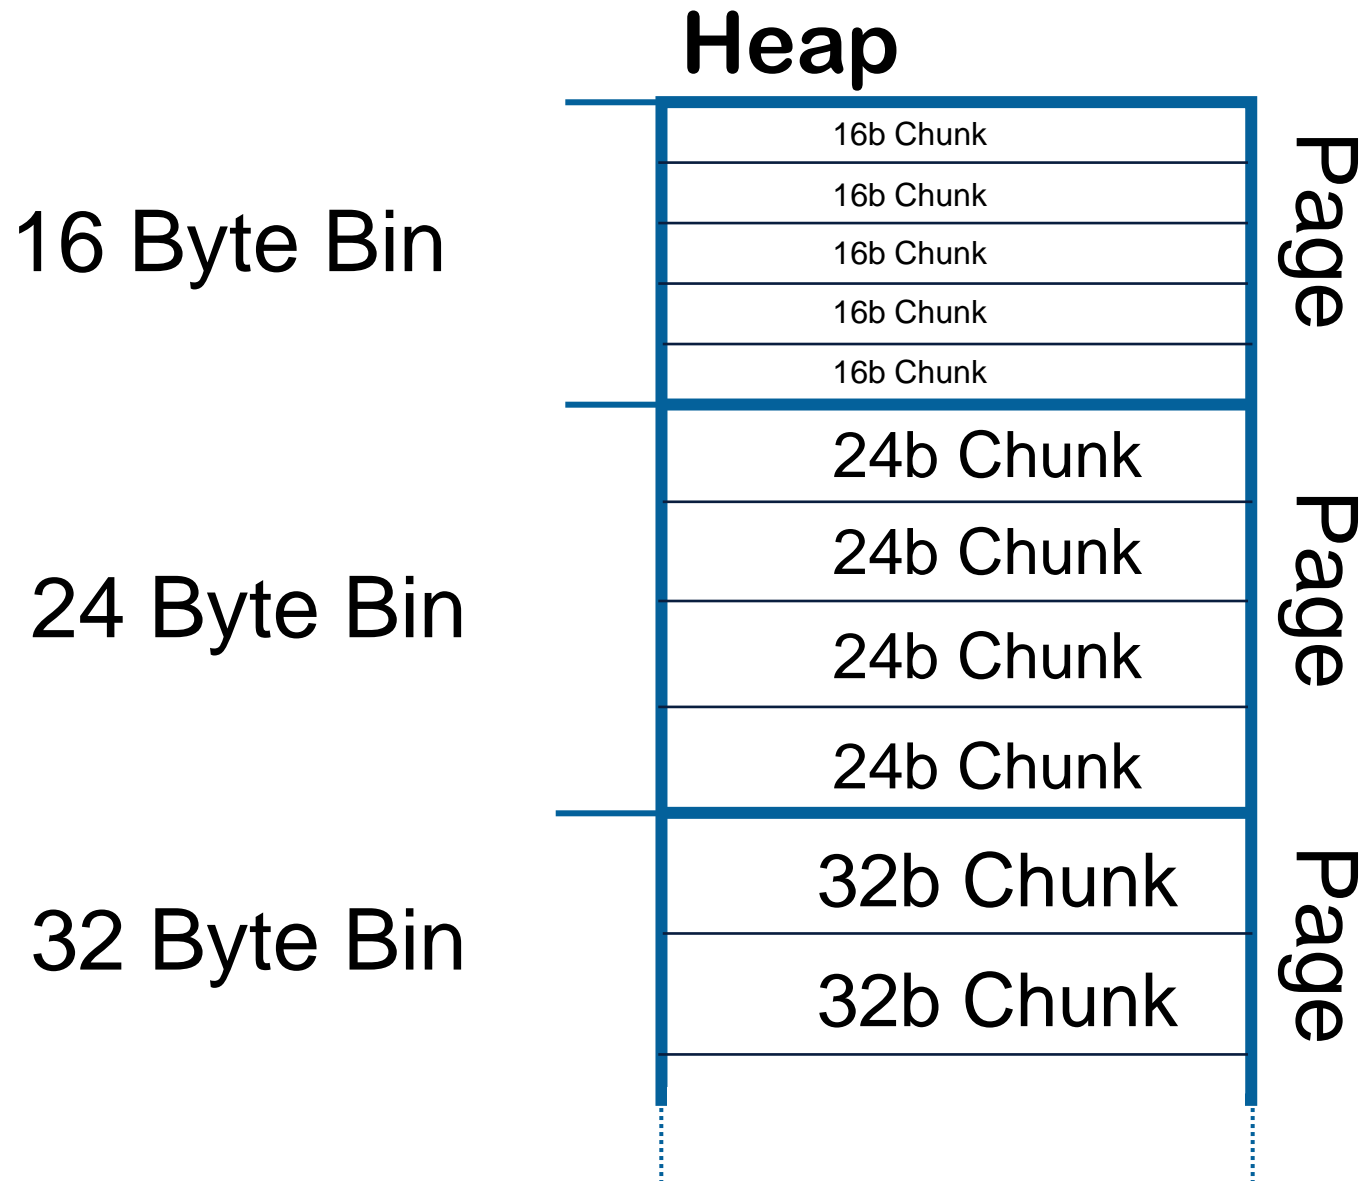 Heap
16 Byte Bin
16b Chunk
16b Chunk
16b Chunk
16b Chunk
16b Chunk
Page
24 Byte Bin
24b Chunk
24b Chunk
24b Chunk
24b Chunk
Page
32 Byte Bin
32b Chunk
32b Chunk
Page